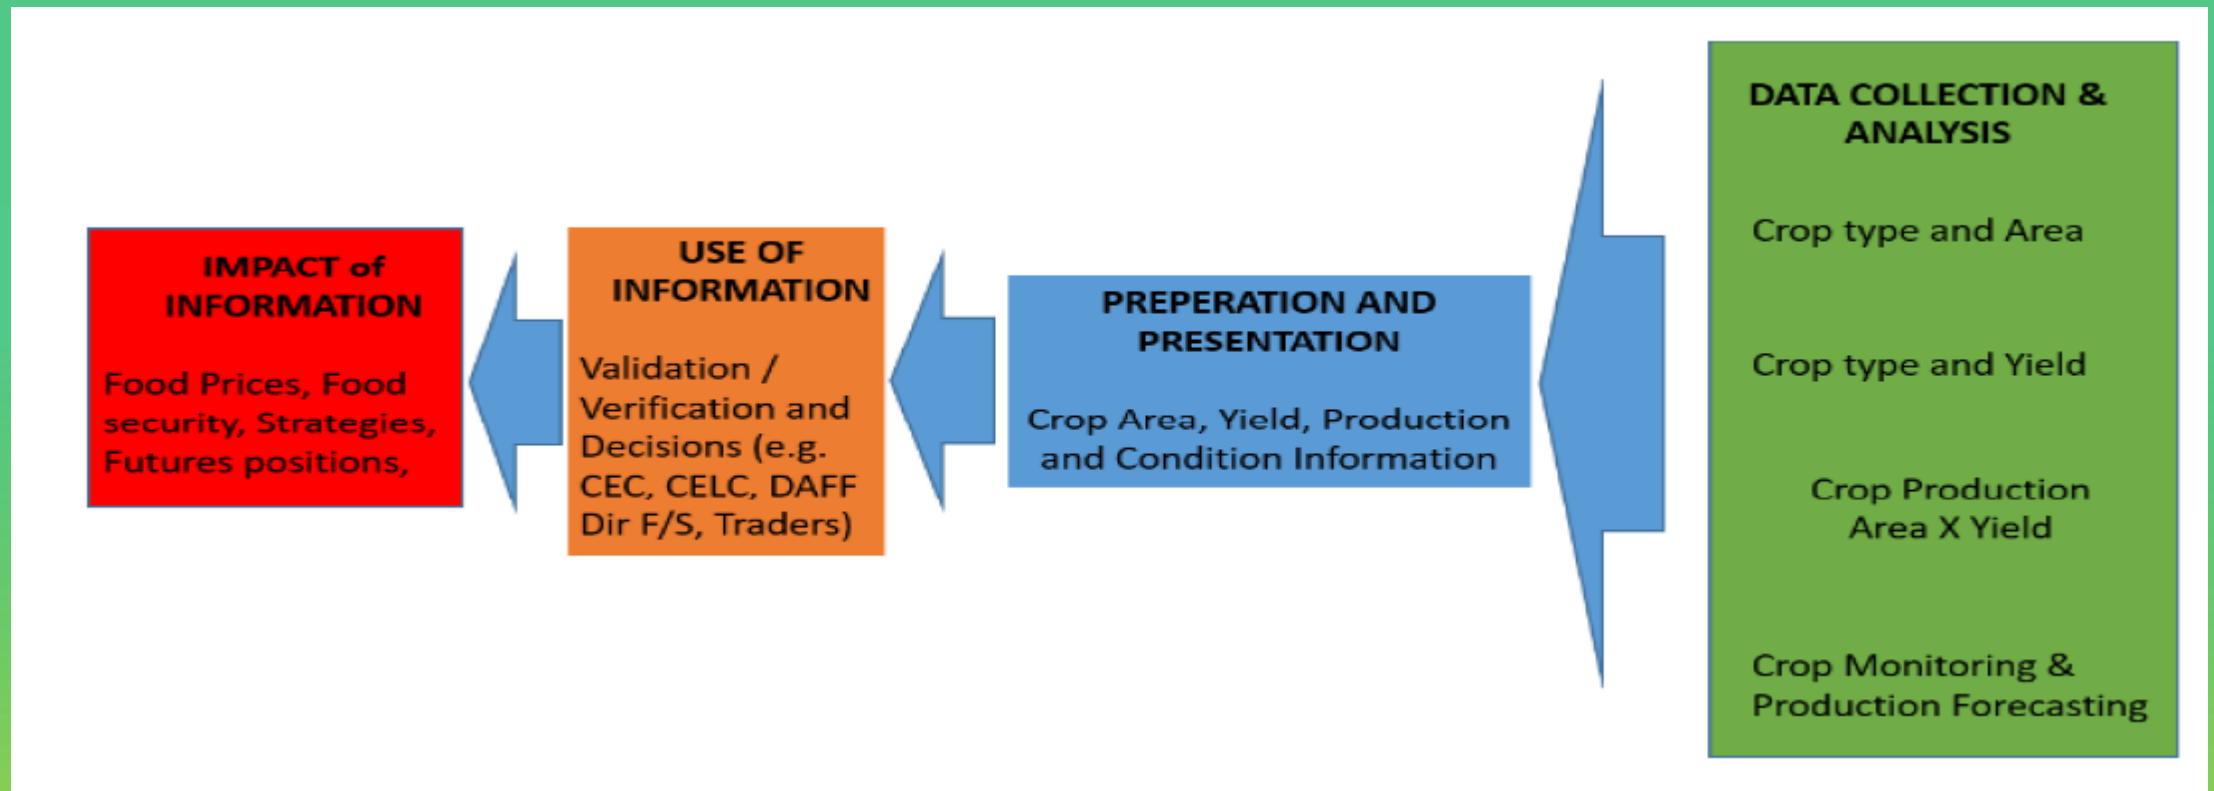 IMPACT of
INFORMATION
Food Prices, Food
security, Strategies,
Futures positions,
USE OF
INFORMATION
Validation /
Verification and
Decisions (e.g.
CEC, CELC, DAFF
Dir F/S, Traders)
PREPERATION AND
PRESENTATION
Crop Area, Yield, Production
and Condition Information
DATA COLLECTION &
ANALYSIS
Crop type and Area
Crop type and Yield
Crop Production
Area X Yield
Crop Monitoring &
Production Forecasting